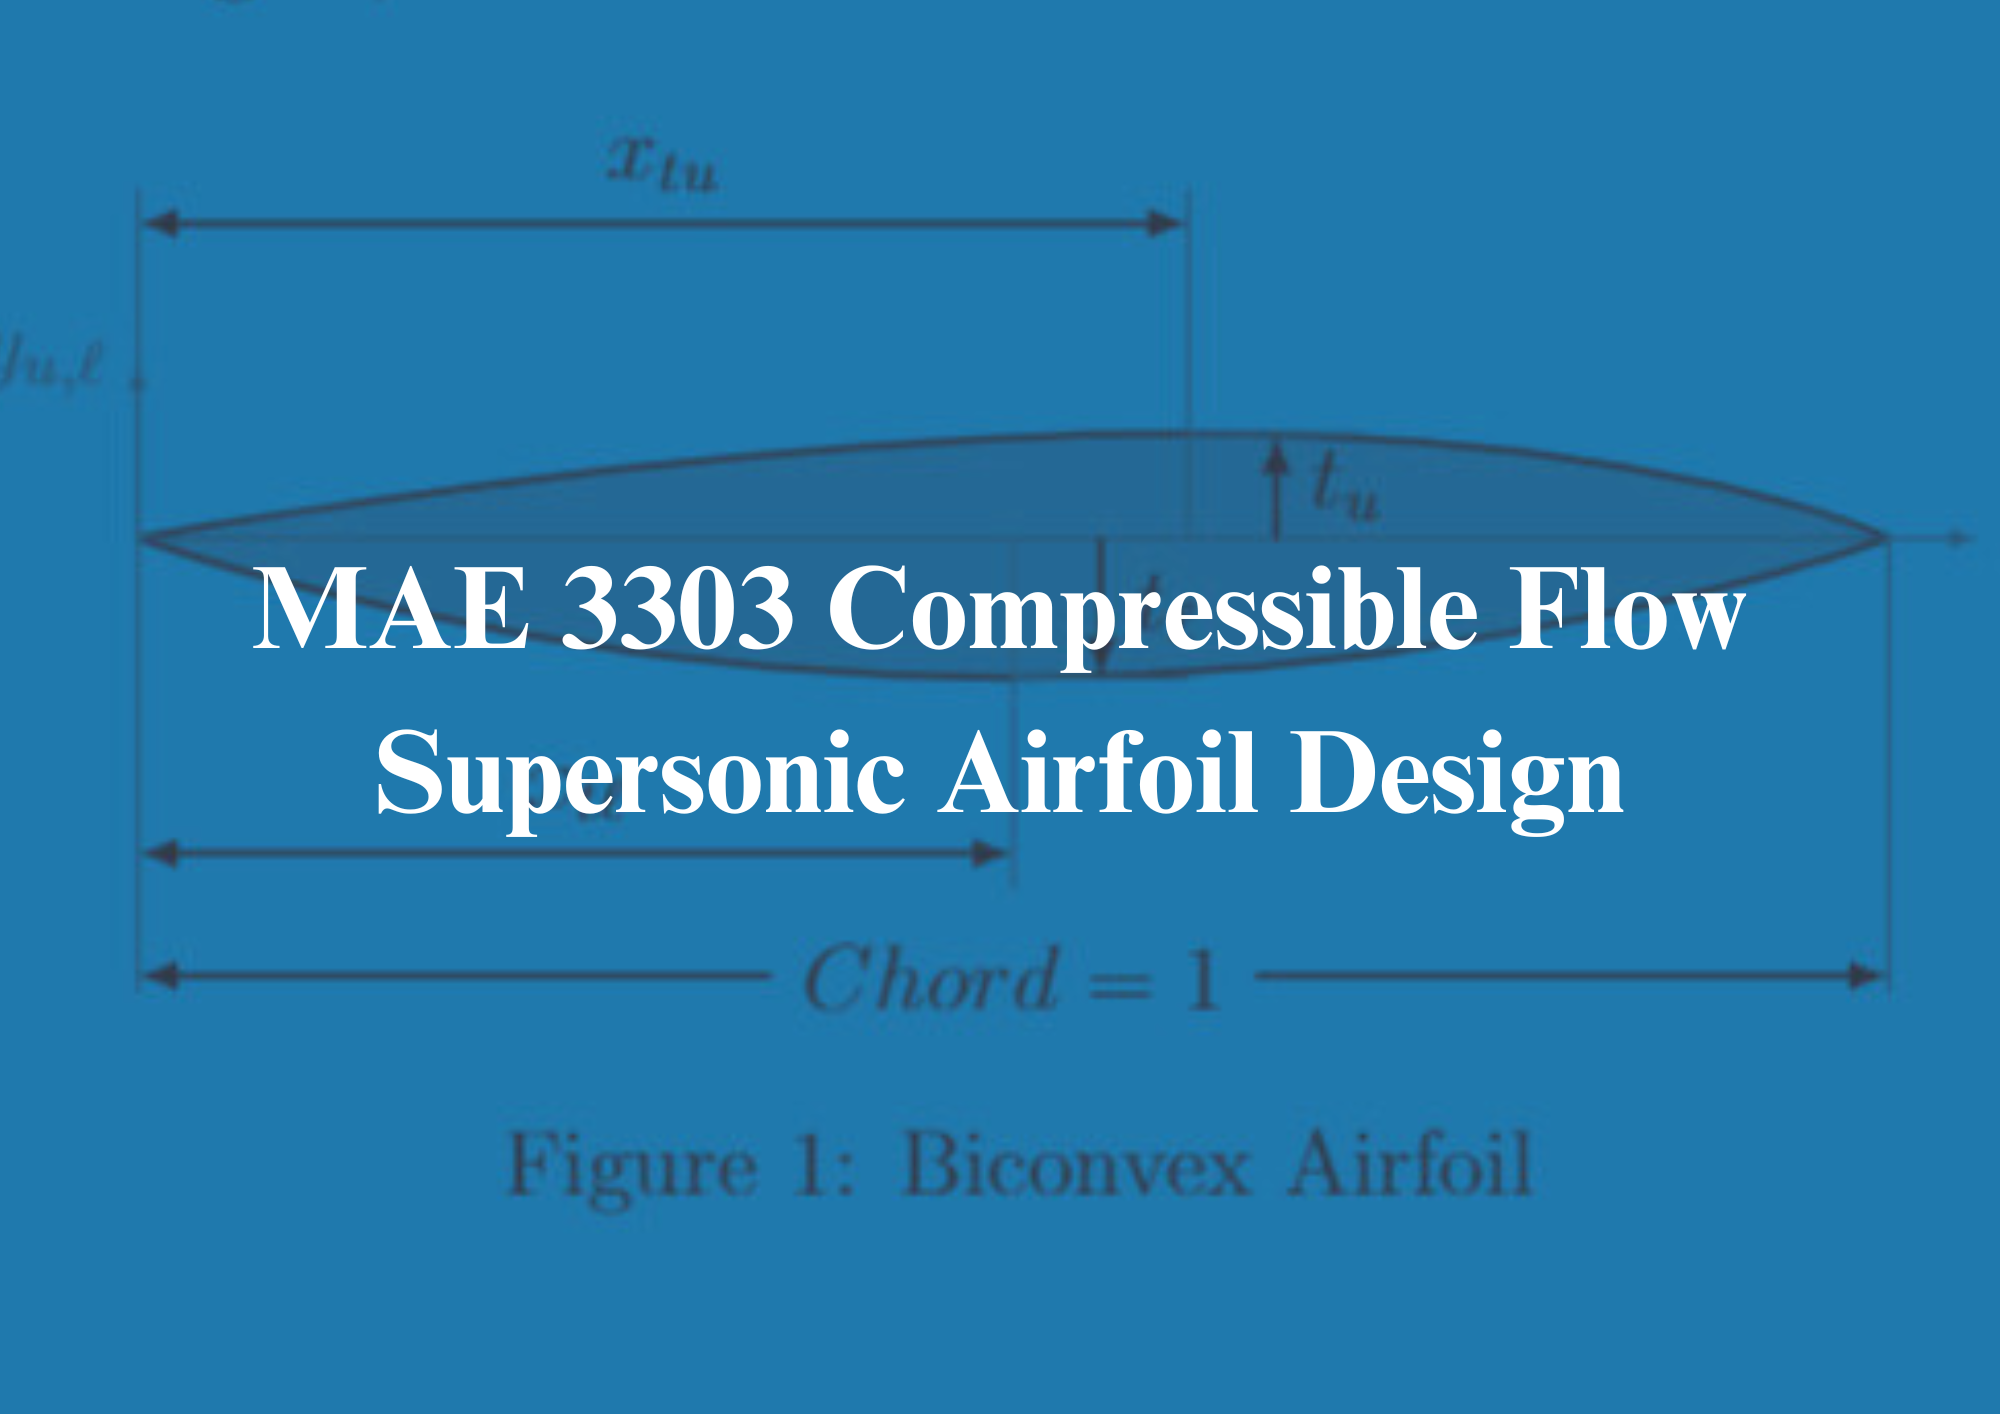 x_tu
t_u
MAE 3303 Compressible Flow
Supersonic Airfoil Design
Chord = 1
Figure 1: Biconvex Airfoil